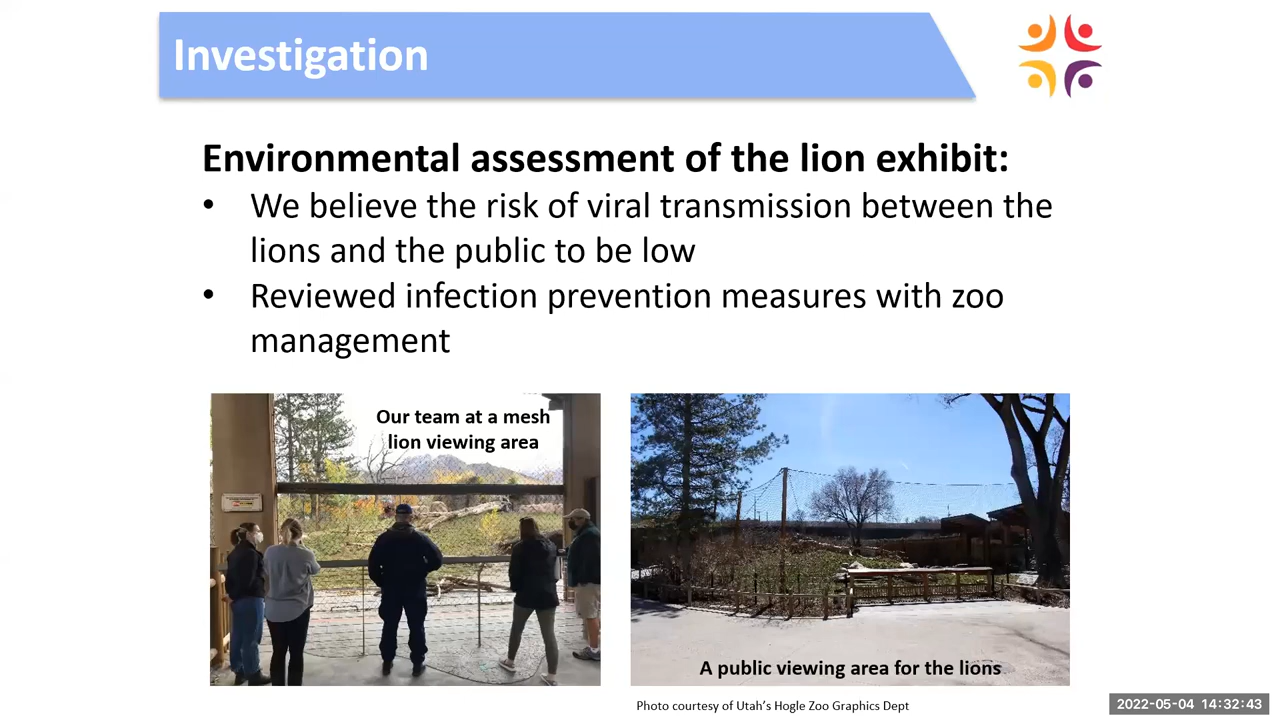 Investigation
Environmental assessment of the lion exhibit:
• We believe the risk of viral transmission between the
lions and the public to be low
• Reviewed infection prevention measures with zoo
management
Our team at a mesh
lion viewing area
A public viewing area for the lions
Photo courtesy of Utah's Hogle Zoo Graphics Dept
2022-05-04 14:32:43